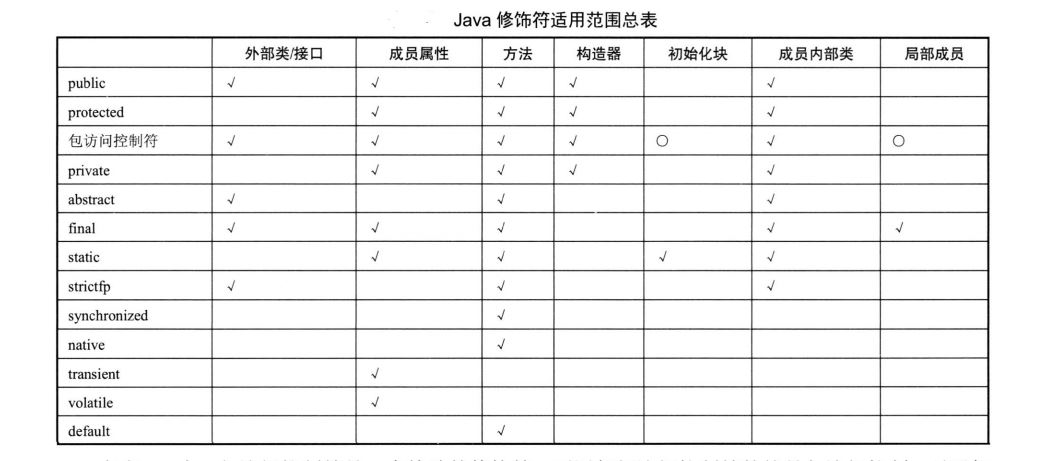 Java 修饰符适用范围总表
外部类/接口 成员属性 方法 构造器 初始化块 成员内部类 局部成员
public √ √ √ √ √
protected √ √ √ √
包访问控制符 √ √ √ √ ○ √ ○
private √ √ √ √
abstract √ √ √
final √ √ √ √ √
static √ √ √ √
strictfp √ √ √
synchronized √
native √
transient √
volatile √
default √